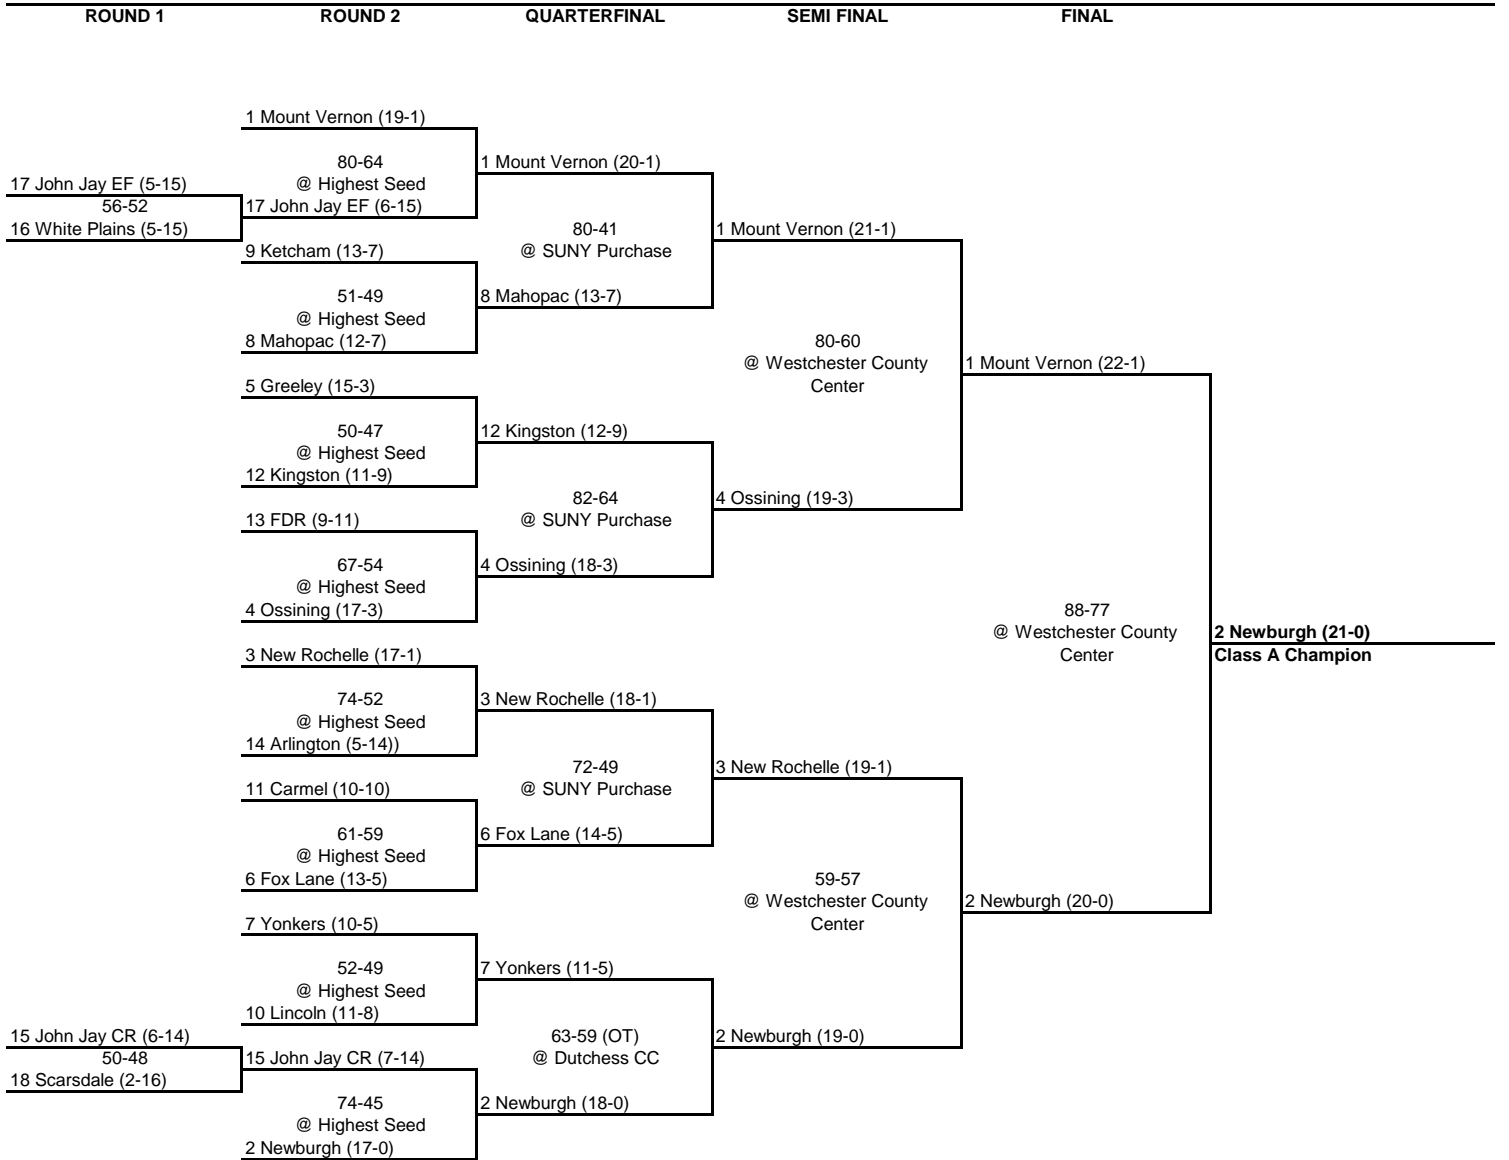 ROUND 1 ROUND 2 QUARTERFINAL SEMI FINAL FINAL
1 Mount Vernon (19-1)
80-64
@ Highest Seed
17 John Jay EF (5-15)
56-52
16 White Plains (5-15)
17 John Jay EF (6-15)
1 Mount Vernon (20-1)
9 Ketcham (13-7)
51-49
@ Highest Seed
8 Mahopac (12-7)
80-41
@ SUNY Purchase
8 Mahopac (13-7)
1 Mount Vernon (21-1)
5 Greeley (15-3)
50-47
@ Highest Seed
12 Kingston (11-9)
12 Kingston (12-9)
13 FDR (9-11)
67-54
@ Highest Seed
4 Ossining (17-3)
82-64
@ SUNY Purchase
4 Ossining (18-3)
4 Ossining (19-3)
80-60
@ Westchester County
Center
1 Mount Vernon (22-1)
3 New Rochelle (17-1)
74-52
@ Highest Seed
14 Arlington (5-14))
3 New Rochelle (18-1)
11 Carmel (10-10)
61-59
@ Highest Seed
6 Fox Lane (13-5)
72-49
@ SUNY Purchase
6 Fox Lane (14-5)
3 New Rochelle (19-1)
7 Yonkers (10-5)
52-49
@ Highest Seed
10 Lincoln (11-8)
7 Yonkers (11-5)
15 John Jay CR (6-14)
50-48
18 Scarsdale (2-16)
15 John Jay CR (7-14)
74-45
@ Highest Seed
2 Newburgh (17-0)
63-59 (OT)
@ Dutchess CC
2 Newburgh (18-0)
2 Newburgh (19-0)
59-57
@ Westchester County
Center
2 Newburgh (20-0)
88-77
@ Westchester County
Center
2 Newburgh (21-0)
Class A Champion